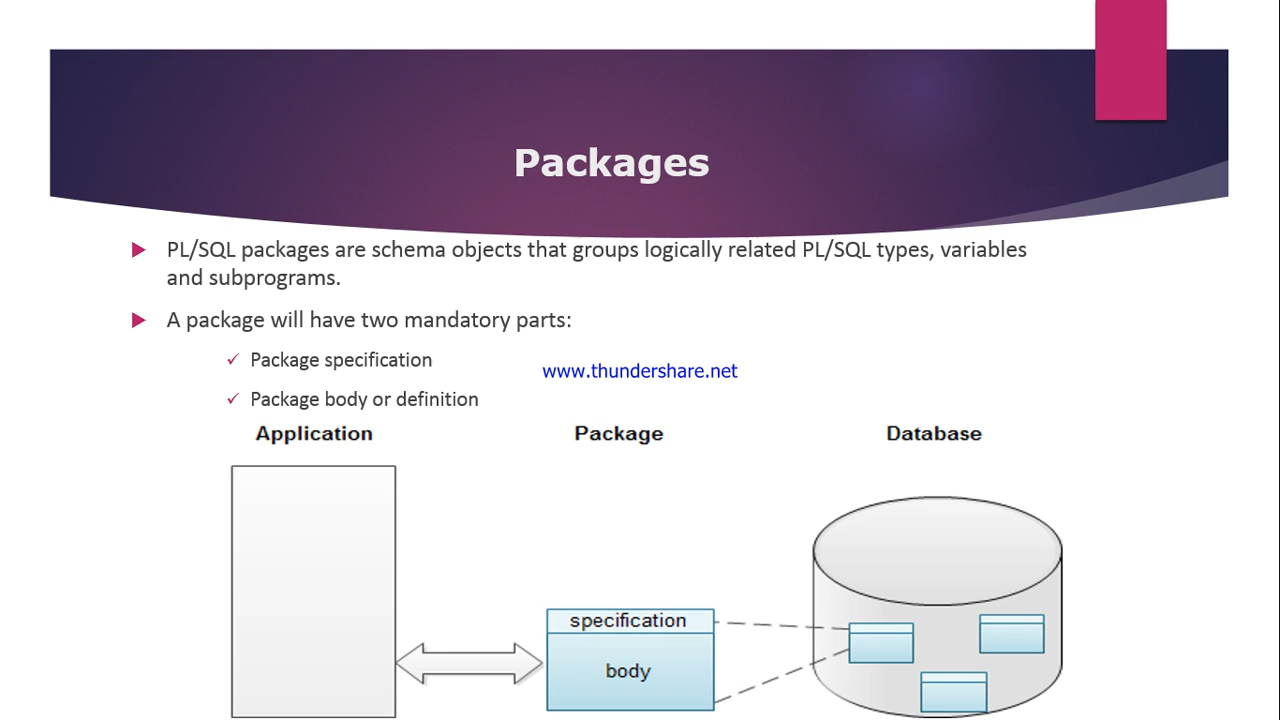 Packages
PL/SQL packages are schema objects that groups logically related PL/SQL types, variables
and subprograms.
A package will have two mandatory parts:
Package specification
www.thundershare.net
Package body or definition
Application Package Database
specification
body